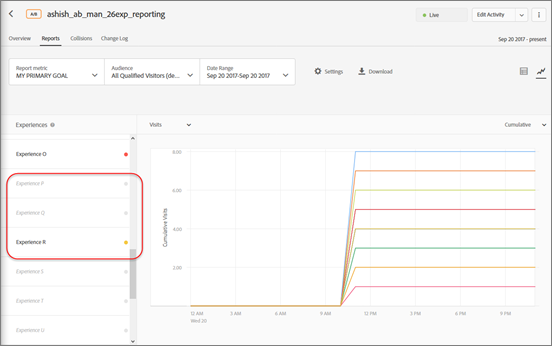 A/B ashish_ab_man_26exp_reporting
Live
Edit Activity
Overview Reports Collisions Change Log
Sep 20 2017 - present
Report metric
MY PRIMARY GOAL
Audience
All Qualified Visitors (de...
Date Range
Sep 20 2017-Sep 20 2017
Settings
Download
Experiences
Visits
Cumulative
Experience O
Experience P
Experience Q
Experience R
Experience S
Experience T
Experience U
Cumulative Visits
8.00
6.00
4.00
2.00
12 AM
Wed 20
3 AM
6 AM
9 AM
12 PM
3 PM
6 PM
9 PM